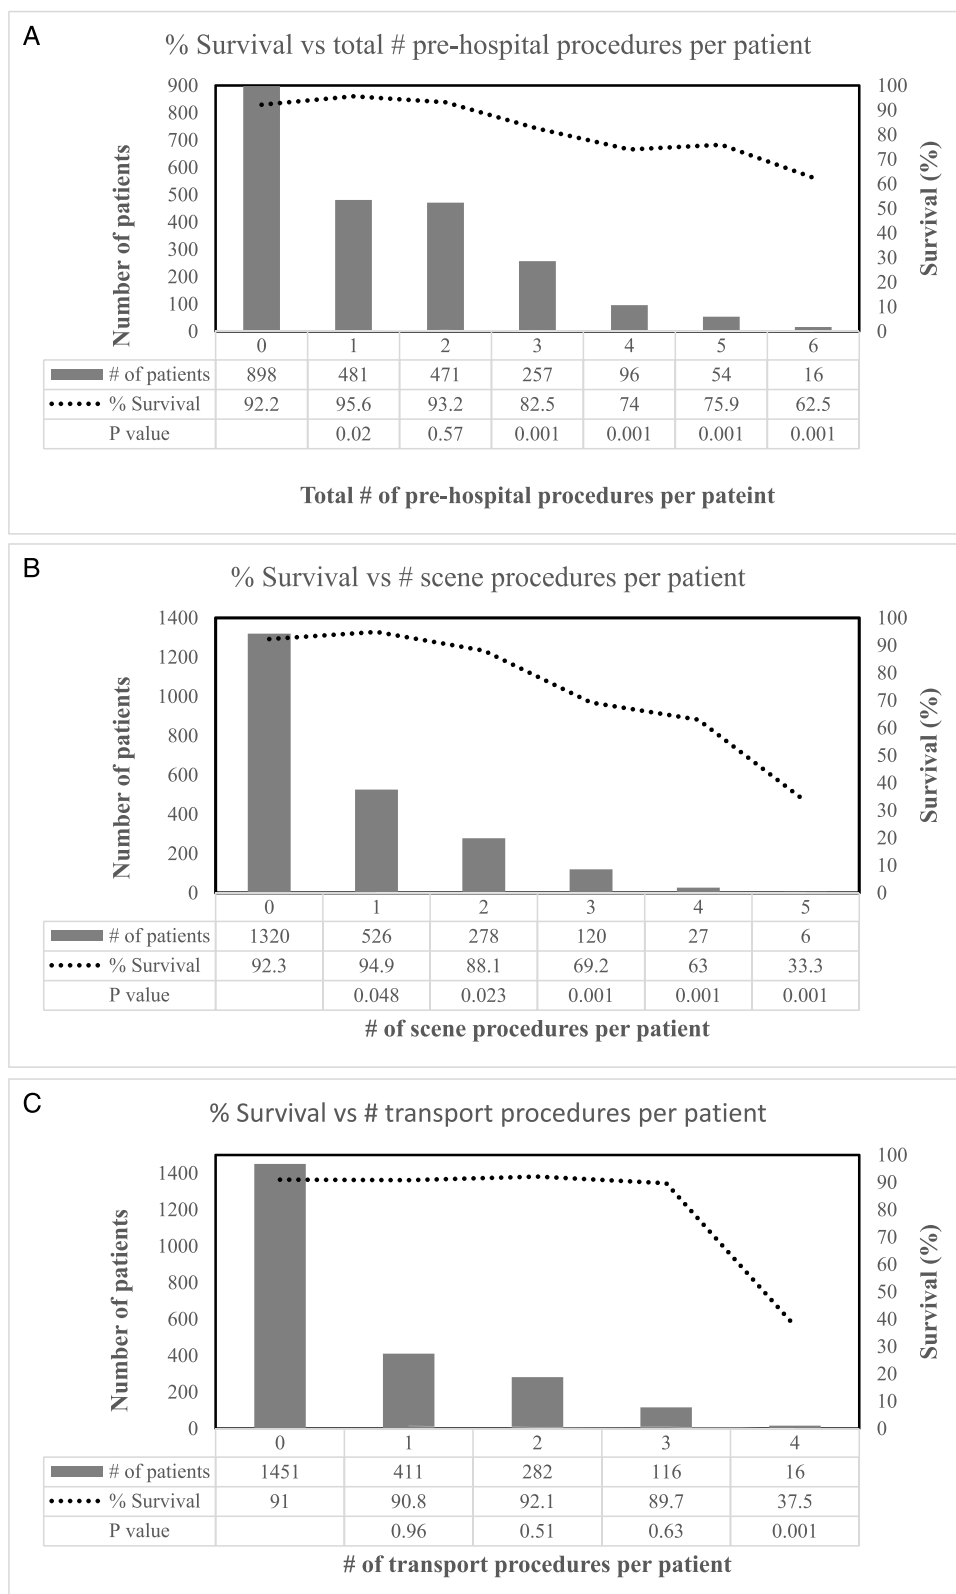 A
% Survival vs total # pre-hospital procedures per patient
900
800
700
600
500
400
300
200
100
0
Number of patients
100
90
80
70
60
50
40
30
20
10
0
Survival (%)
0 1 2 3 4 5 6
# of patients 898 481 471 257 96 54 16
% Survival 92.2 95.6 93.2 82.5 74 75.9 62.5
P value 0.02 0.57 0.001 0.001 0.001 0.001
Total # of pre-hospital procedures per pateint
B
% Survival vs # scene procedures per patient
1400
1200
1000
800
600
400
200
0
Number of patients
100
90
80
70
60
50
40
30
20
10
0
Survival (%)
0 1 2 3 4 5
# of patients 1320 526 278 120 27 6
% Survival 92.3 94.9 88.1 69.2 63 33.3
P value 0.048 0.023 0.001 0.001 0.001
# of scene procedures per patient
C
% Survival vs # transport procedures per patient
1400
1200
1000
800
600
400
200
0
Number of patients
100
90
80
70
60
50
40
30
20
10
0
Survival (%)
0 1 2 3 4
# of patients 1451 411 282 116 16
% Survival 91 90.8 92.1 89.7 37.5
P value 0.96 0.51 0.63 0.001
# of transport procedures per patient